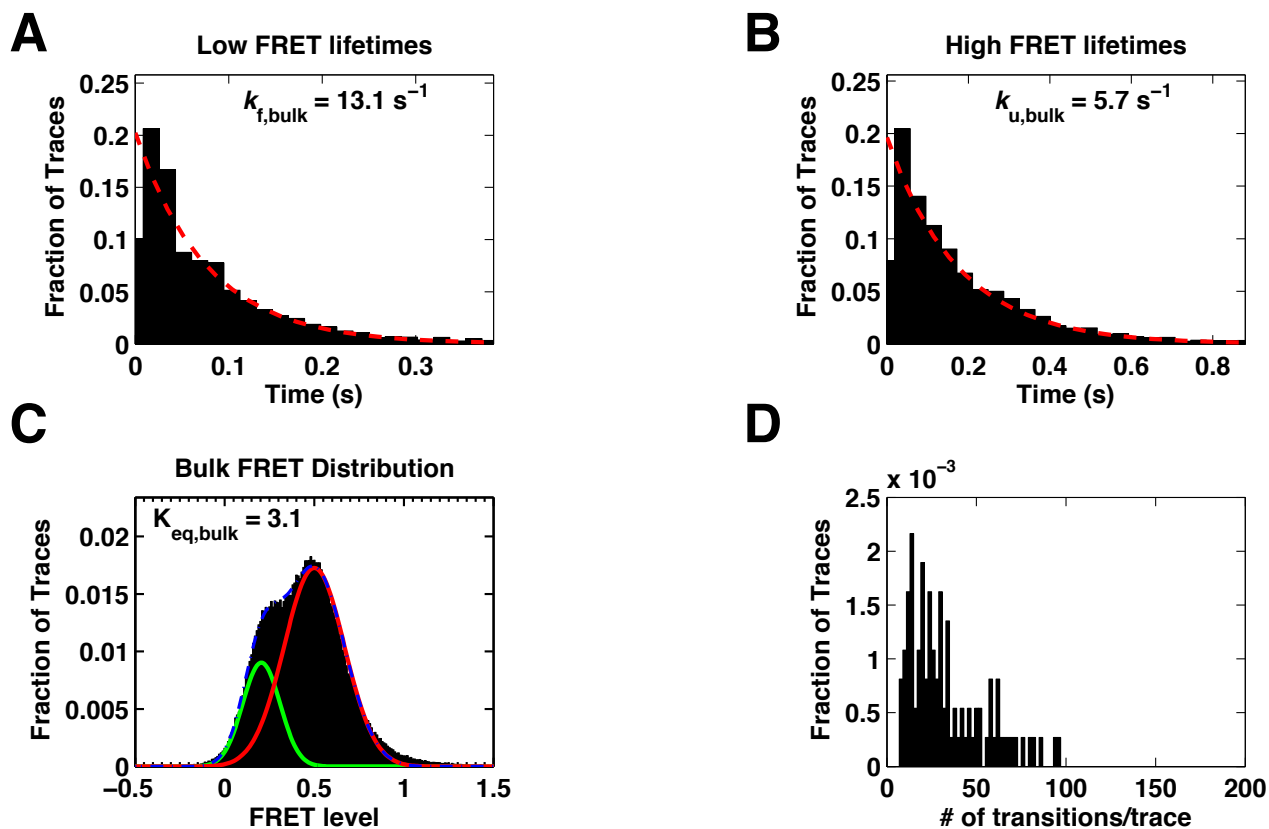 A
Low FRET lifetimes
k_f,bulk = 13.1 s⁻¹
Fraction of Traces
0.25
0.2
0.15
0.1
0.05
0
0 0.1 0.2 0.3
Time (s)
B
High FRET lifetimes
k_u,bulk = 5.7 s⁻¹
Fraction of Traces
0.25
0.2
0.15
0.1
0.05
0
0 0.2 0.4 0.6 0.8
Time (s)
C
Bulk FRET Distribution
K_eq,bulk = 3.1
Fraction of Traces
0.02
0.015
0.01
0.005
0
−0.5 0 0.5 1 1.5
FRET level
D
x 10⁻³
Fraction of Traces
2.5
2
1.5
1
0.5
0
0 50 100 150 200
# of transitions/trace